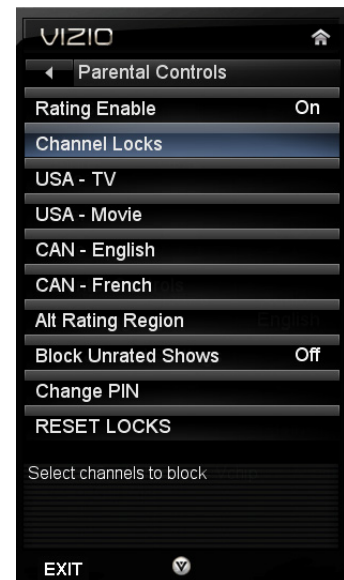 VIZIO
Parental Controls
Rating Enable On
Channel Locks
USA - TV
USA - Movie
CAN - English
CAN - French
Alt Rating Region English
Block Unrated Shows Off
Change PIN
RESET LOCKS
Select channels to block
EXIT V